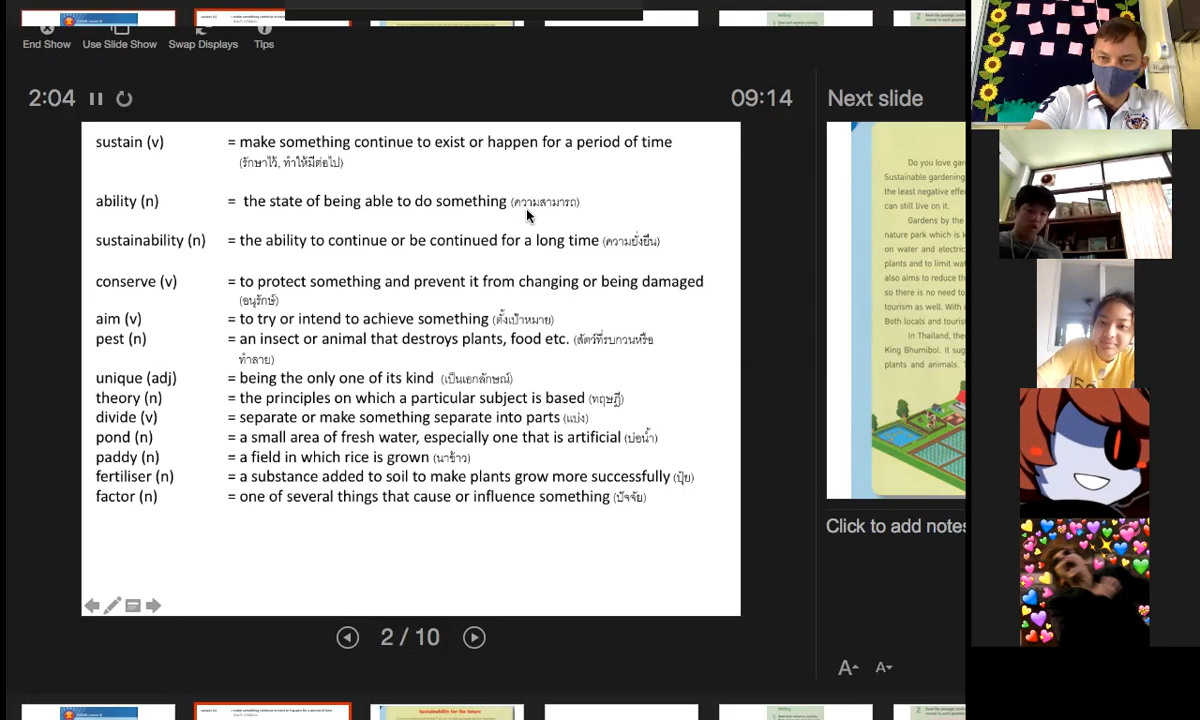 End Show
Use Slide Show
Swap Displays
Tips
2:04
09:14
Next slide
sustain (v) = make something continue to exist or happen for a period of time
(รักษาไว้, ทำให้มีต่อไป)
ability (n) = the state of being able to do something (ความสามารถ)
sustainability (n) = the ability to continue or be continued for a long time (ความยั่งยืน)
conserve (v) = to protect something and prevent it from changing or being damaged
(อนุรักษ์)
aim (v) = to try or intend to achieve something (ตั้งเป้าหมาย)
pest (n) = an insect or animal that destroys plants, food etc. (สัตว์ที่รบกวนหรือ
ทำลาย)
unique (adj) = being the only one of its kind (เป็นเอกลักษณ์)
theory (n) = the principles on which a particular subject is based (ทฤษฎี)
divide (v) = separate or make something separate into parts (แบ่ง)
pond (n) = a small area of fresh water, especially one that is artificial (บ่อน้ำ)
paddy (n) = a field in which rice is grown (นาข้าว)
fertiliser (n) = a substance added to soil to make plants grow more successfully (ปุ๋ย)
factor (n) = one of several things that cause or influence something (ปัจจัย)
2 / 10
Do you love gar
Sustainable gardening
the least negative effe
can still live on it.
Gardens by the
nature park which is k
on water and electric
plants and to limit wat
also aims to reduce th
so there is no need to
tourism as well. With
Both locals and touris
In Thailand, the
King Bhumibol. It sug
plants and animals. T
Click to add notes
A
A
Sustainability for the future